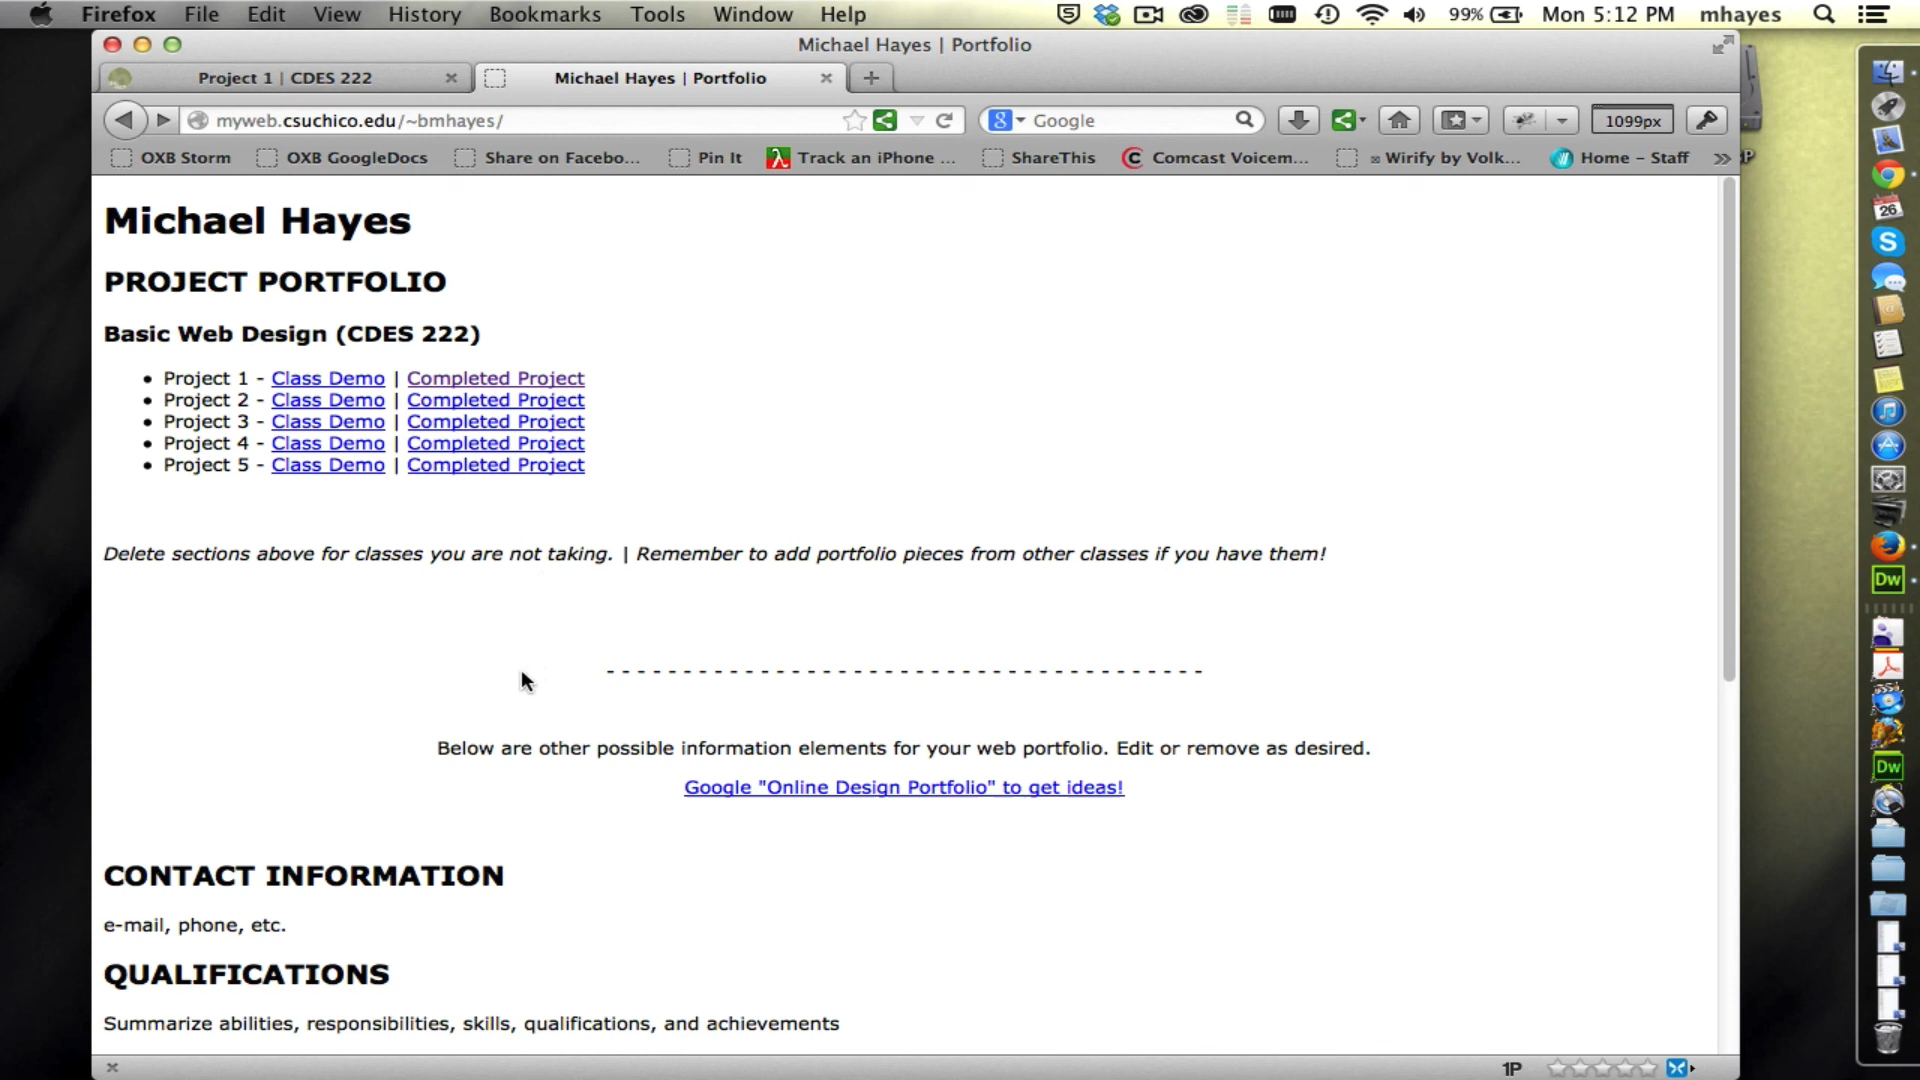 Firefox File Edit View History Bookmarks Tools Window Help 99% Mon 5:12 PM mhayes
Michael Hayes | Portfolio
Project 1 | CDES 222 Michael Hayes | Portfolio
myweb.csuchico.edu/~bmhayes/ Google 1099px
OXB Storm OXB GoogleDocs Share on Facebo... Pin It Track an iPhone ... ShareThis Comcast Voicem... Wirify by Volk... Home – Staff
Michael Hayes
PROJECT PORTFOLIO
Basic Web Design (CDES 222)
• Project 1 - Class Demo | Completed Project
• Project 2 - Class Demo | Completed Project
• Project 3 - Class Demo | Completed Project
• Project 4 - Class Demo | Completed Project
• Project 5 - Class Demo | Completed Project
Delete sections above for classes you are not taking. | Remember to add portfolio pieces from other classes if you have them!
- - - - - - - - - - - - - - - - - - - - - - - - - - - - - - - - - - - - - - -
Below are other possible information elements for your web portfolio. Edit or remove as desired.
Google "Online Design Portfolio" to get ideas!
CONTACT INFORMATION
e-mail, phone, etc.
QUALIFICATIONS
Summarize abilities, responsibilities, skills, qualifications, and achievements
1P
26
Dw
Dw